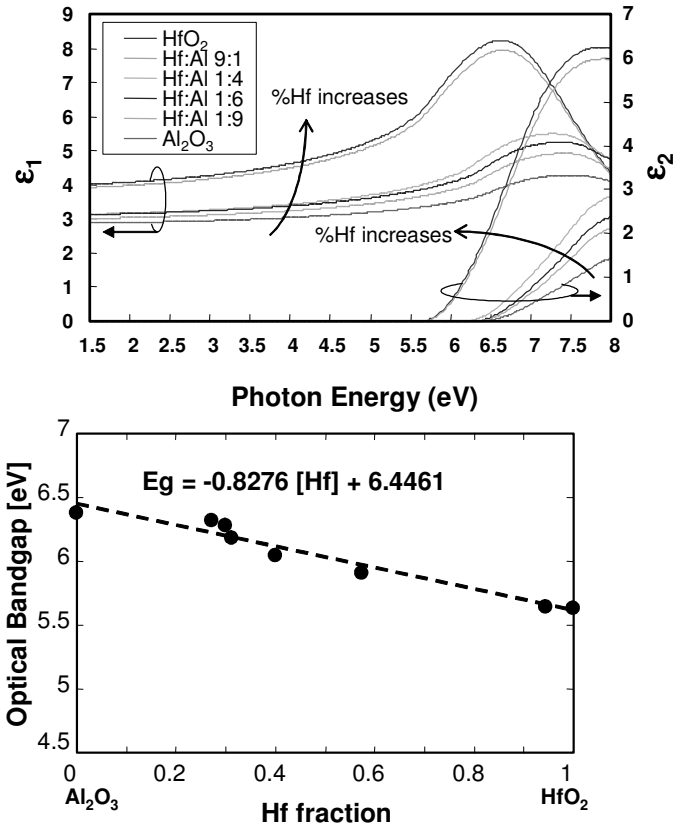 9
8
7
6
5
4
3
2
1
0
ε1
HfO2
Hf:Al 9:1
Hf:Al 1:4
Hf:Al 1:6
Hf:Al 1:9
Al2O3
%Hf increases
%Hf increases
7
6
5
4
3
2
1
0
ε2
1.5 2 2.5 3 3.5 4 4.5 5 5.5 6 6.5 7 7.5 8
Photon Energy (eV)
7
6.5
6
5.5
5
4.5
Optical Bandgap [eV]
Eg = -0.8276 [Hf] + 6.4461
0 0.2 0.4 0.6 0.8 1
Al2O3 HfO2
Hf fraction